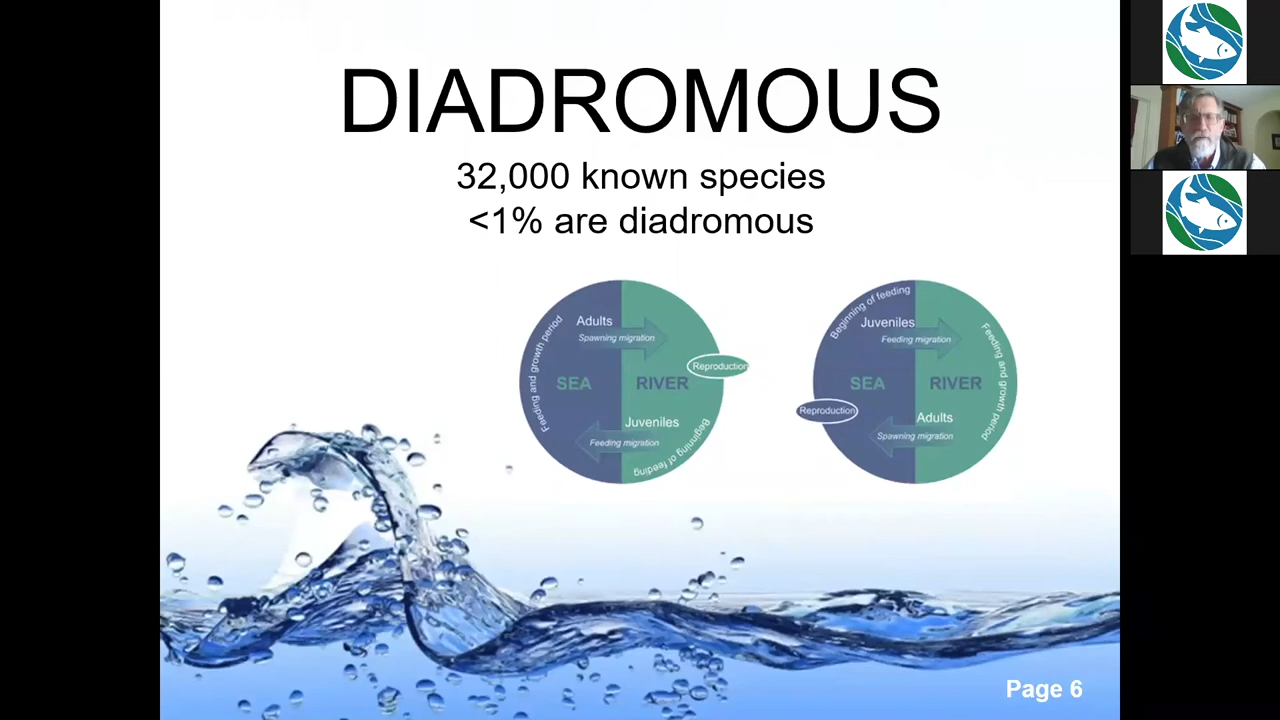 DIADROMOUS
32,000 known species
<1% are diadromous
Feeding and growth period
Adults
Spawning migration
Reproduction
SEA
RIVER
Juveniles
Feeding migration
Beginning of feeding
Beginning of feeding
Juveniles
Feeding migration
Feeding and growth period
SEA
RIVER
Reproduction
Adults
Spawning migration
Page 6